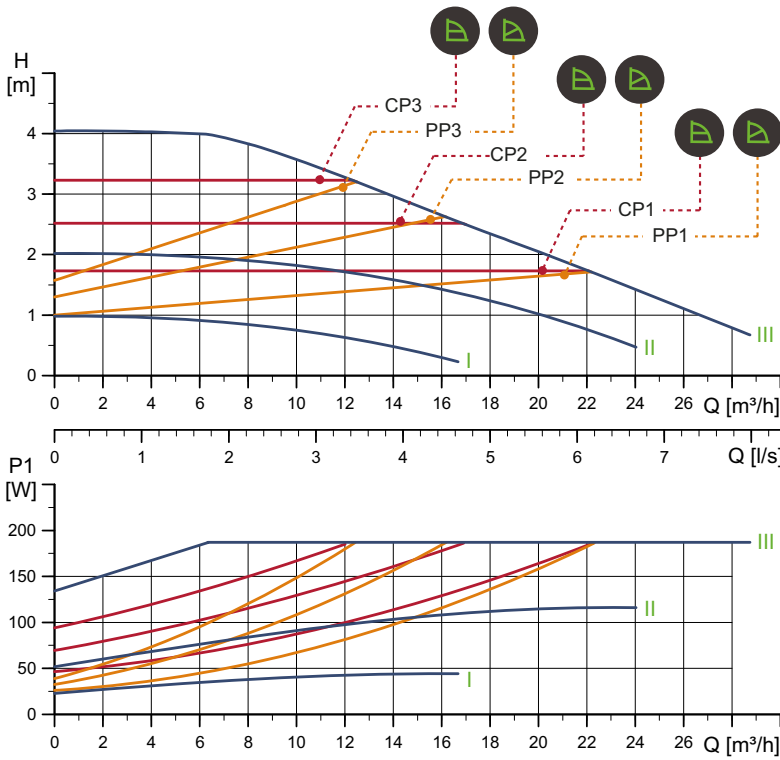 H
[m]
CP3
PP3
CP2
PP2
CP1
PP1
4
3
2
1
0
I
II
III
0 2 4 6 8 10 12 14 16 18 20 22 24 26 Q [m³/h]
0 1 2 3 4 5 6 7 Q [l/s]
P1
[W]
200
150
100
50
0
III
II
I
0 2 4 6 8 10 12 14 16 18 20 22 24 26 Q [m³/h]